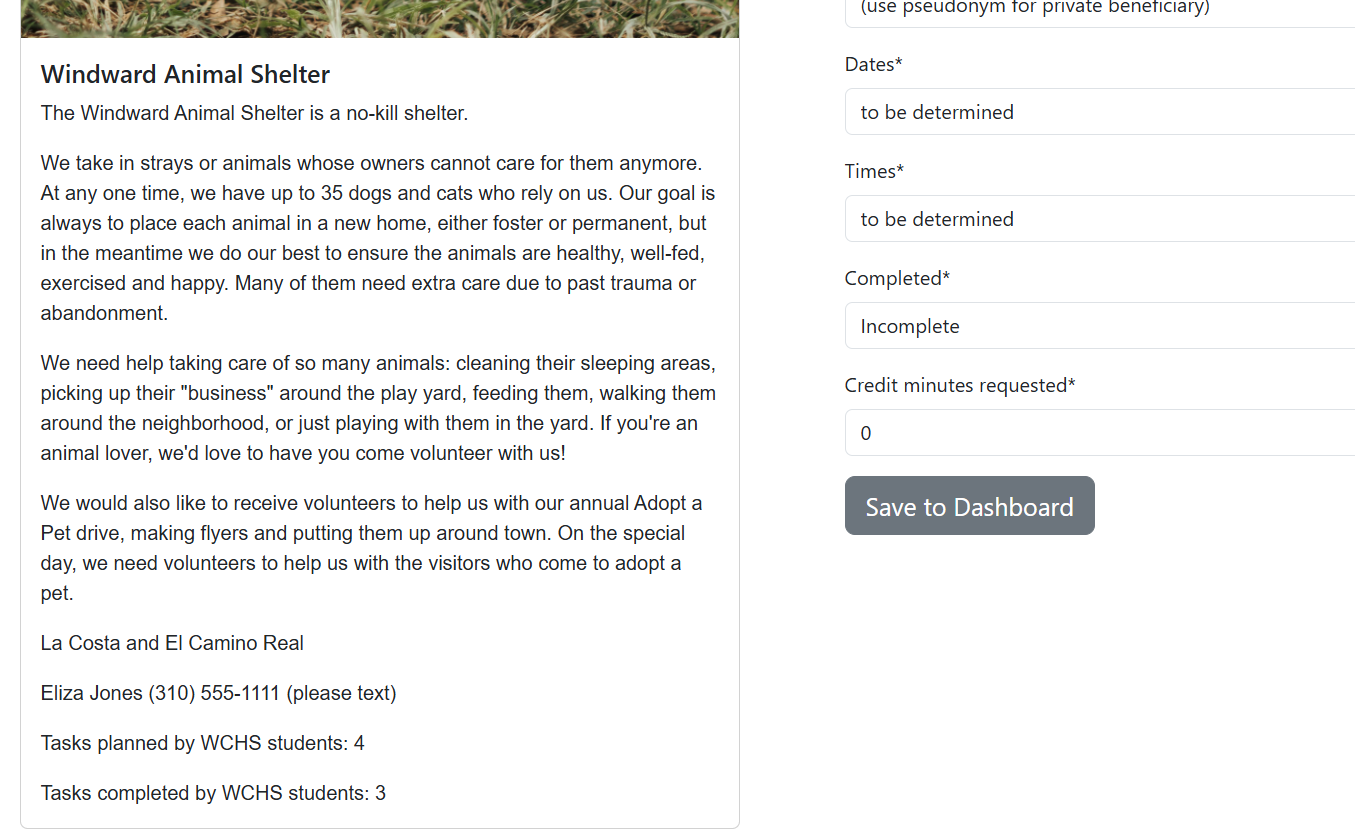 Windward Animal Shelter
The Windward Animal Shelter is a no-kill shelter.
We take in strays or animals whose owners cannot care for them anymore.
At any one time, we have up to 35 dogs and cats who rely on us. Our goal is
always to place each animal in a new home, either foster or permanent, but
in the meantime we do our best to ensure the animals are healthy, well-fed,
exercised and happy. Many of them need extra care due to past trauma or
abandonment.
We need help taking care of so many animals: cleaning their sleeping areas,
picking up their "business" around the play yard, feeding them, walking them
around the neighborhood, or just playing with them in the yard. If you're an
animal lover, we'd love to have you come volunteer with us!
We would also like to receive volunteers to help us with our annual Adopt a
Pet drive, making flyers and putting them up around town. On the special
day, we need volunteers to help us with the visitors who come to adopt a
pet.
La Costa and El Camino Real
Eliza Jones (310) 555-1111 (please text)
Tasks planned by WCHS students: 4
Tasks completed by WCHS students: 3
(use pseudonym for private beneficiary)
Dates*
to be determined
Times*
to be determined
Completed*
Incomplete
Credit minutes requested*
0
Save to Dashboard